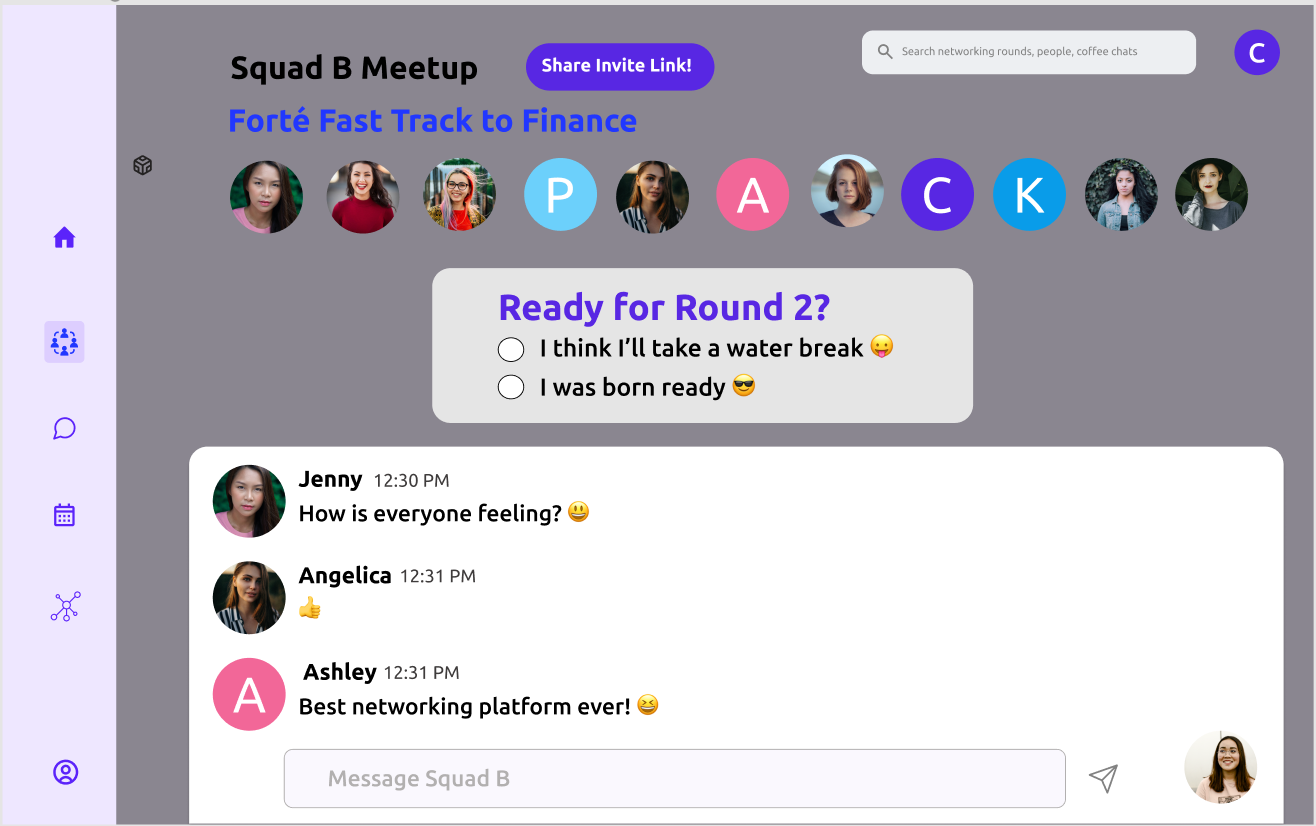 Squad B Meetup
Share Invite Link!
Search networking rounds, people, coffee chats
C
Forté Fast Track to Finance
P
A
C
K
Ready for Round 2?
I think I’ll take a water break 😛
I was born ready 😎
Jenny 12:30 PM
How is everyone feeling? 😃
Angelica 12:31 PM
👍
A
Ashley 12:31 PM
Best networking platform ever! 😆
Message Squad B